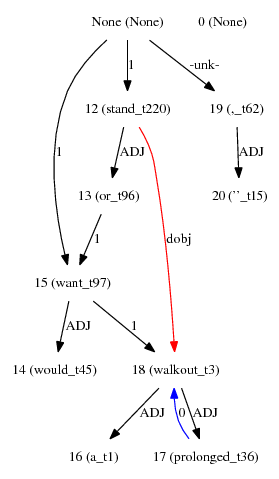 None (None) 0 (None)
1 -unk-
12 (stand_t220) 19 (,_t62)
1 ADJ ADJ
13 (or_t96) 20 (``_t15)
1 dobj
15 (want_t97)
ADJ 1
14 (would_t45) 18 (walkout_t3)
ADJ 0 ADJ
16 (a_t1) 17 (prolonged_t36)